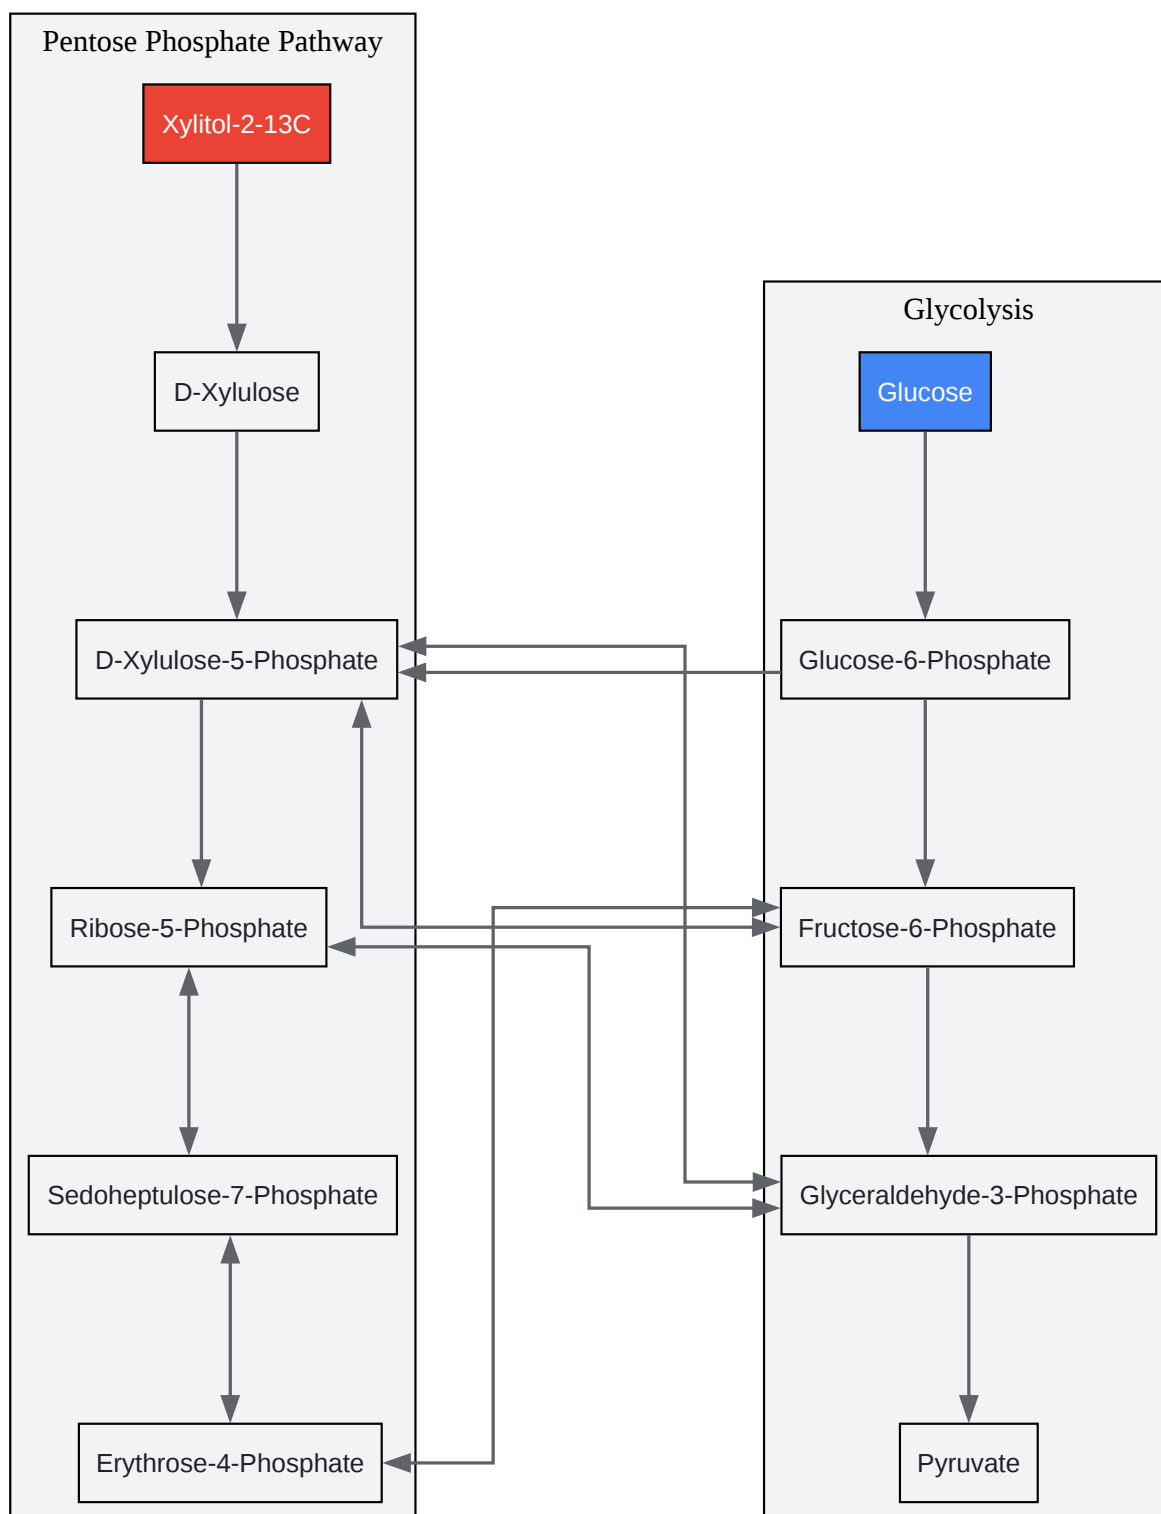 Pentose Phosphate Pathway
Xylitol-2-13C
D-Xylulose
D-Xylulose-5-Phosphate
Ribose-5-Phosphate
Sedoheptulose-7-Phosphate
Erythrose-4-Phosphate
Glycolysis
Glucose
Glucose-6-Phosphate
Fructose-6-Phosphate
Glyceraldehyde-3-Phosphate
Pyruvate